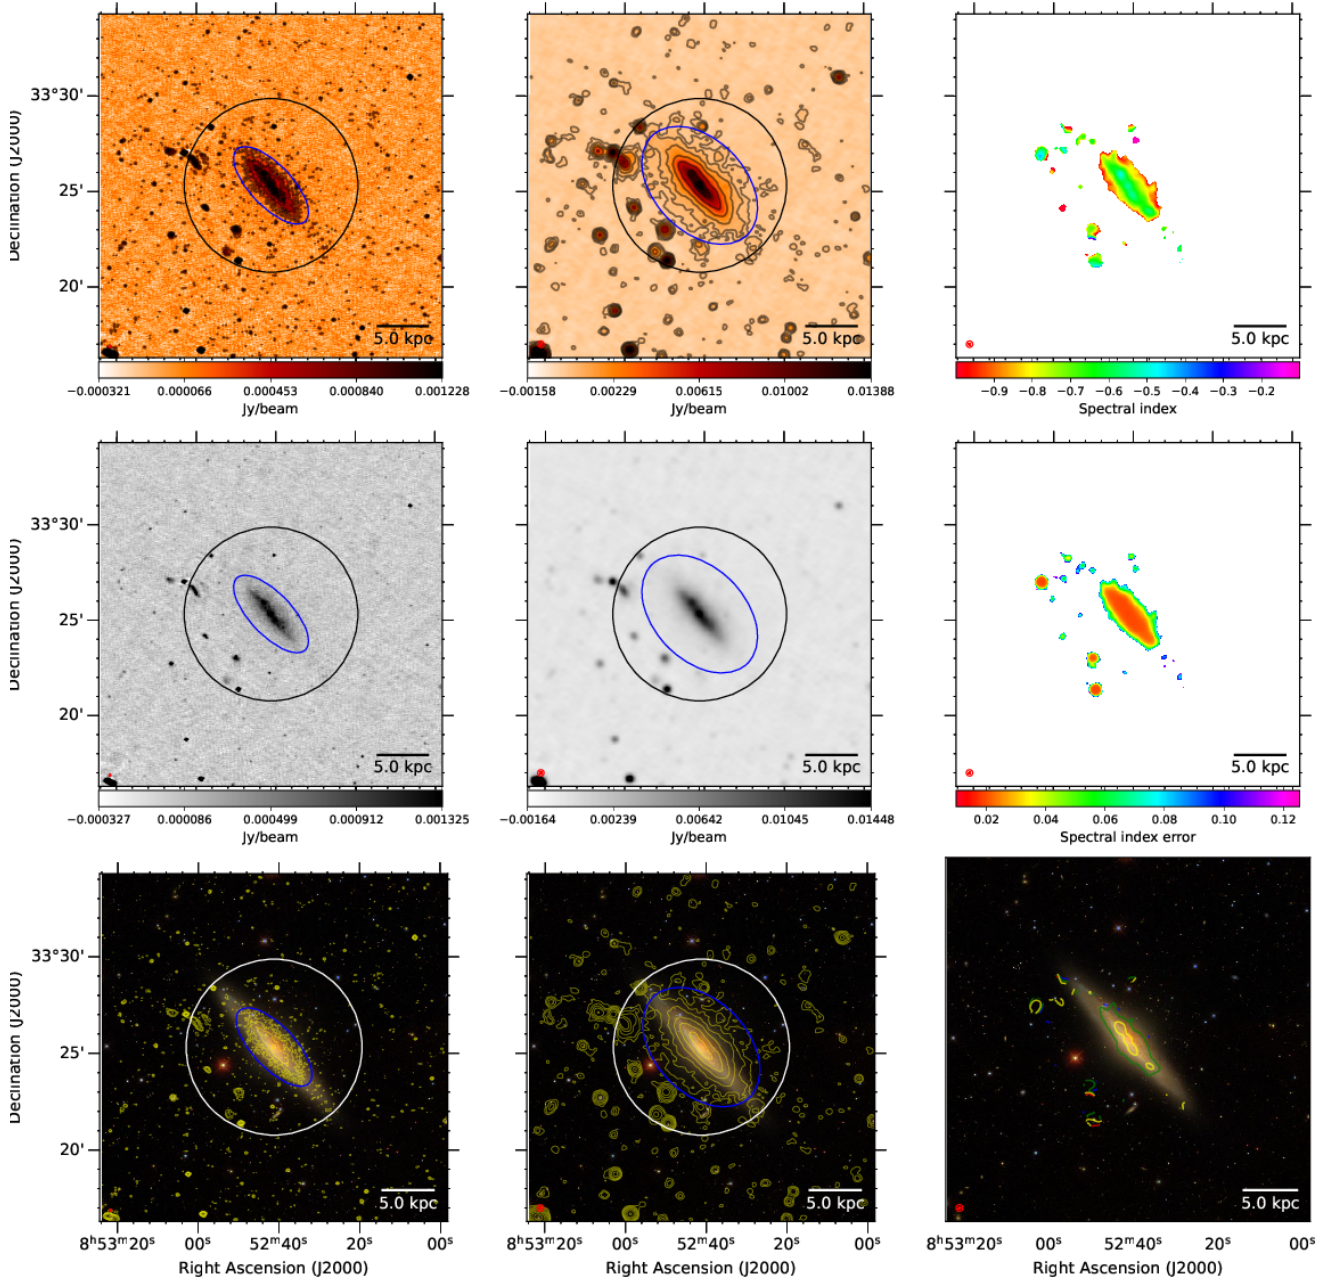 Declination (J2000)
33°30'
25'
20'
5.0 kpc
−0.000321 0.000066 0.000453 0.000840 0.001228
Jy/beam
5.0 kpc
−0.00158 0.00229 0.00615 0.01002 0.01388
Jy/beam
5.0 kpc
−0.9 −0.8 −0.7 −0.6 −0.5 −0.4 −0.3 −0.2
Spectral index
Declination (J2000)
33°30'
25'
20'
5.0 kpc
−0.000327 0.000086 0.000499 0.000912 0.001325
Jy/beam
5.0 kpc
−0.00164 0.00239 0.00642 0.01045 0.01448
Jy/beam
5.0 kpc
0.02 0.04 0.06 0.08 0.10 0.12
Spectral index error
Declination (J2000)
33°30'
25'
20'
5.0 kpc
8ʰ53ᵐ20ˢ 00ˢ 52ᵐ40ˢ 20ˢ 00ˢ
Right Ascension (J2000)
5.0 kpc
8ʰ53ᵐ20ˢ 00ˢ 52ᵐ40ˢ 20ˢ 00ˢ
Right Ascension (J2000)
5.0 kpc
8ʰ53ᵐ20ˢ 00ˢ 52ᵐ40ˢ 20ˢ 00ˢ
Right Ascension (J2000)